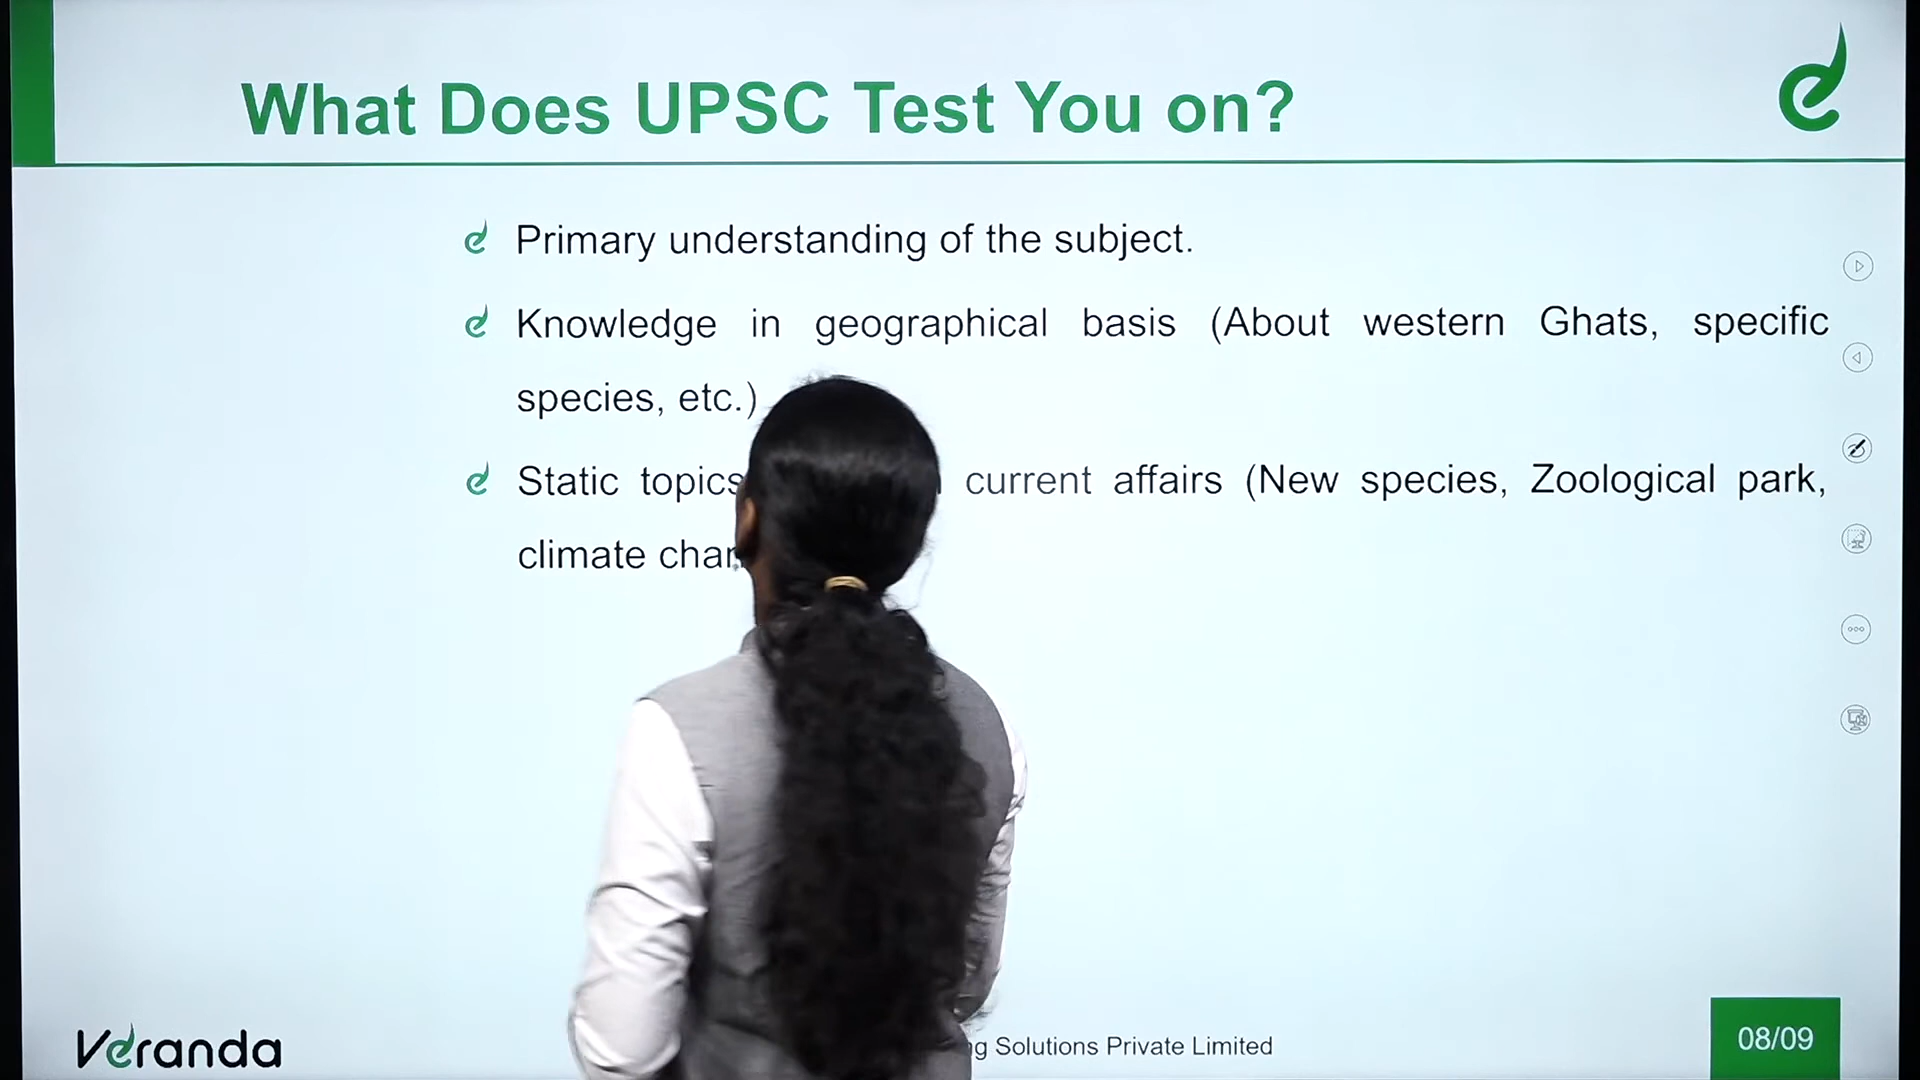 What Does UPSC Test You on?
Primary understanding of the subject.
Knowledge in geographical basis (About western Ghats, specific
species, etc.)
Static topics current affairs (New species, Zoological park,
climate
Veranda
Solutions Private Limited
08/09